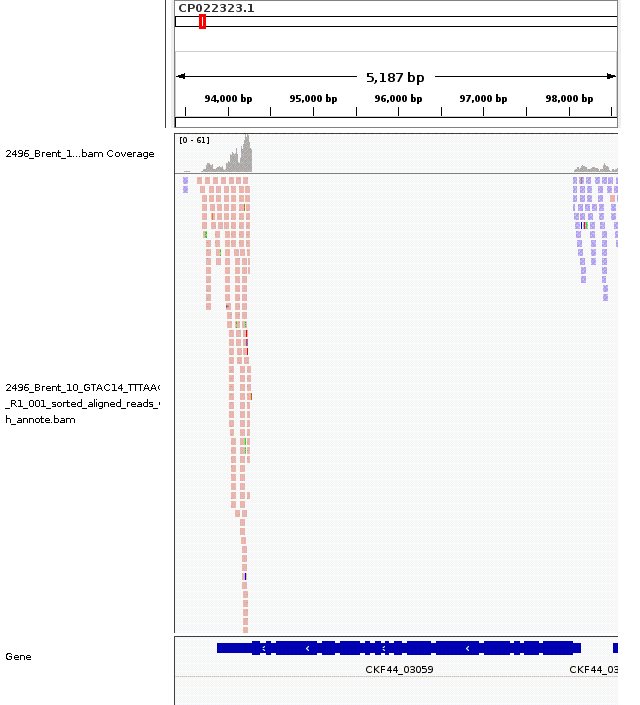 CP022323.1
5,187 bp
94,000 bp 95,000 bp 96,000 bp 97,000 bp 98,000 bp
[0 - 61]
2496_Brent_1...bam Coverage
2496_Brent_10_GTAC14_TTTAAC
_R1_001_sorted_aligned_reads_
h_annote.bam
Gene
CKF44_03059 CKF44_03